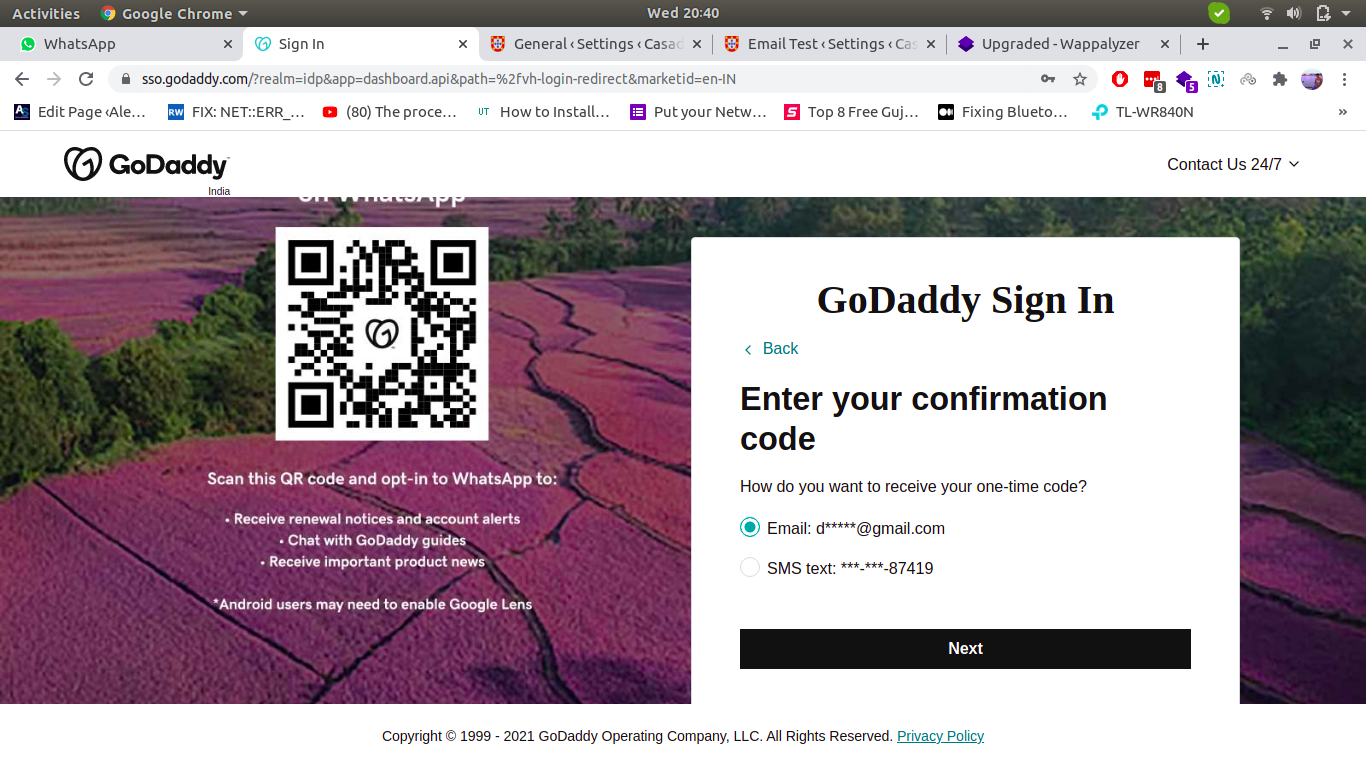 Activities
Google Chrome
Wed 20:40
WhatsApp
Sign In
General ‹ Settings ‹ Casad
Email Test ‹ Settings ‹ Cas
Upgraded - Wappalyzer
sso.godaddy.com/?realm=idp&app=dashboard.api&path=%2fvh-login-redirect&marketid=en-IN
8
5
Edit Page ‹Ale...
RW
FIX: NET::ERR_...
(80) The proce...
UT
How to Install...
Put your Netw...
Top 8 Free Guj...
Fixing Blueto...
TL-WR840N
»
GoDaddy
India
Contact Us 24/7
on WhatsApp
Scan this QR code and opt-in to WhatsApp to:
• Receive renewal notices and account alerts
• Chat with GoDaddy guides
• Receive important product news
*Android users may need to enable Google Lens
GoDaddy Sign In
Back
Enter your confirmation
code
How do you want to receive your one-time code?
Email: d*****@gmail.com
SMS text: ***-***-87419
Next
Copyright © 1999 - 2021 GoDaddy Operating Company, LLC. All Rights Reserved. Privacy Policy